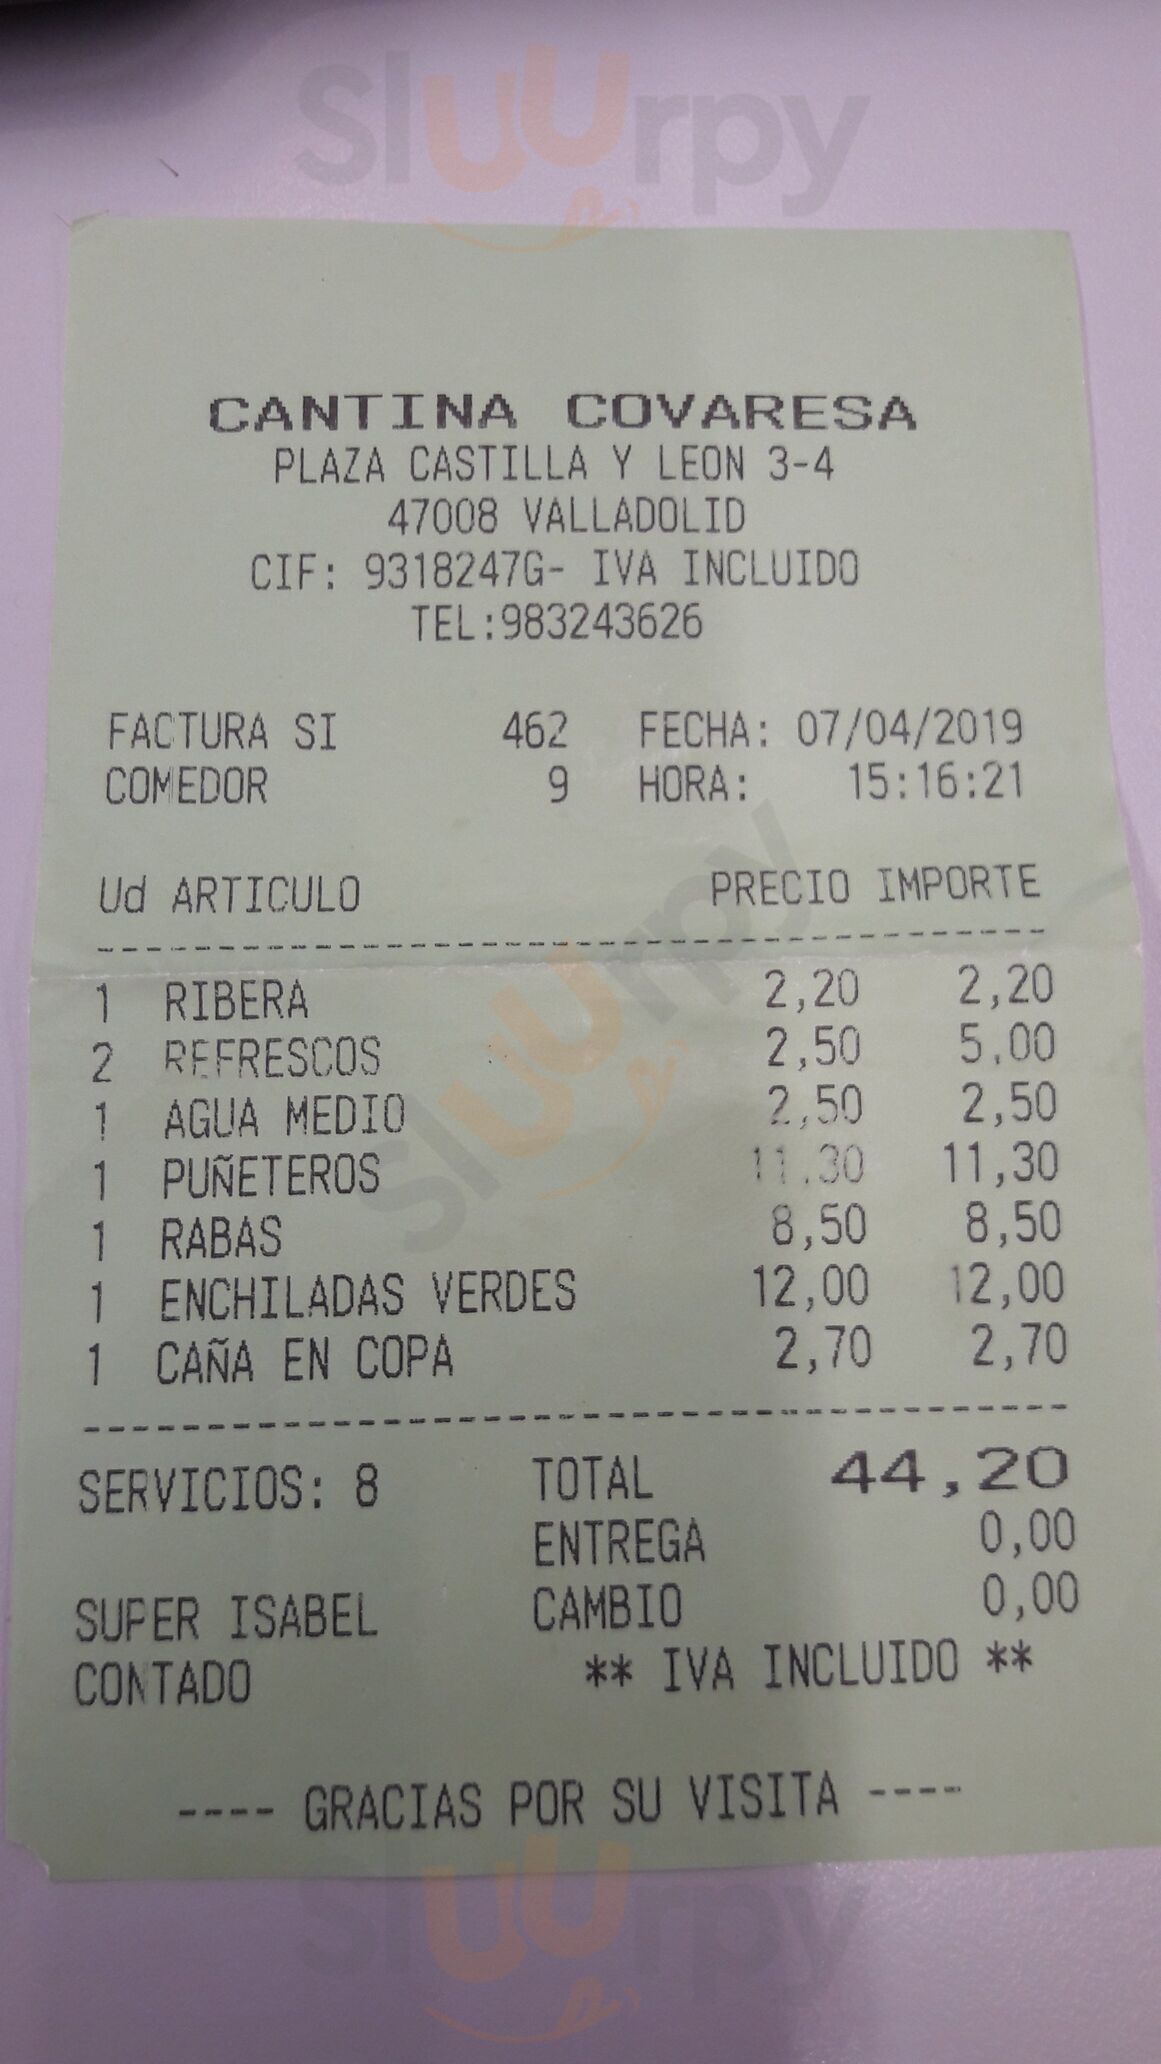 Sluurpy
CANTINA COVARESA
PLAZA CASTILLA Y LEON 3-4
47008 VALLADOLID
CIF: 9318247G- IVA INCLUIDO
TEL:983243626
FACTURA SI 462 FECHA: 07/04/2019
COMEDOR 9 HORA: 15:16:21
Ud ARTICULO PRECIO IMPORTE
1 RIBERA 2,20 2,20
2 REFRESCOS 2,50 5,00
1 AGUA MEDIO 2,50 2,50
1 PUÑETEROS 11,30 11,30
1 RABAS 8,50 8,50
1 ENCHILADAS VERDES 12,00 12,00
1 CAÑA EN COPA 2,70 2,70
Sluurpy
SERVICIOS: 8 TOTAL 44,20
ENTREGA 0,00
SUPER ISABEL CAMBIO 0,00
CONTADO ** IVA INCLUIDO **
---- GRACIAS POR SU VISITA ----
Sluurpy